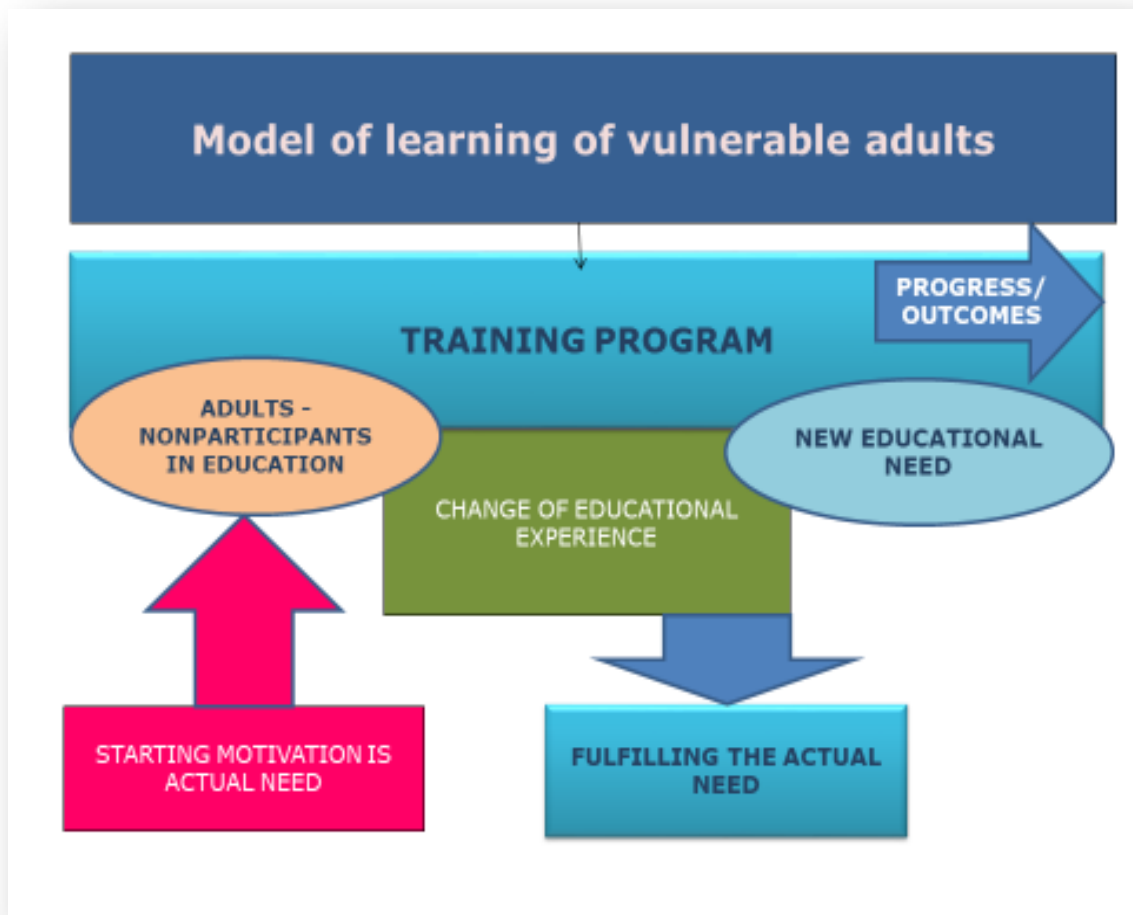 Model of learning of vulnerable adults
PROGRESS/
OUTCOMES
TRAINING PROGRAM
ADULTS -
NONPARTICIPANTS
IN EDUCATION
NEW EDUCATIONAL
NEED
CHANGE OF EDUCATIONAL
EXPERIENCE
STARTING MOTIVATION IS
ACTUAL NEED
FULFILLING THE ACTUAL
NEED